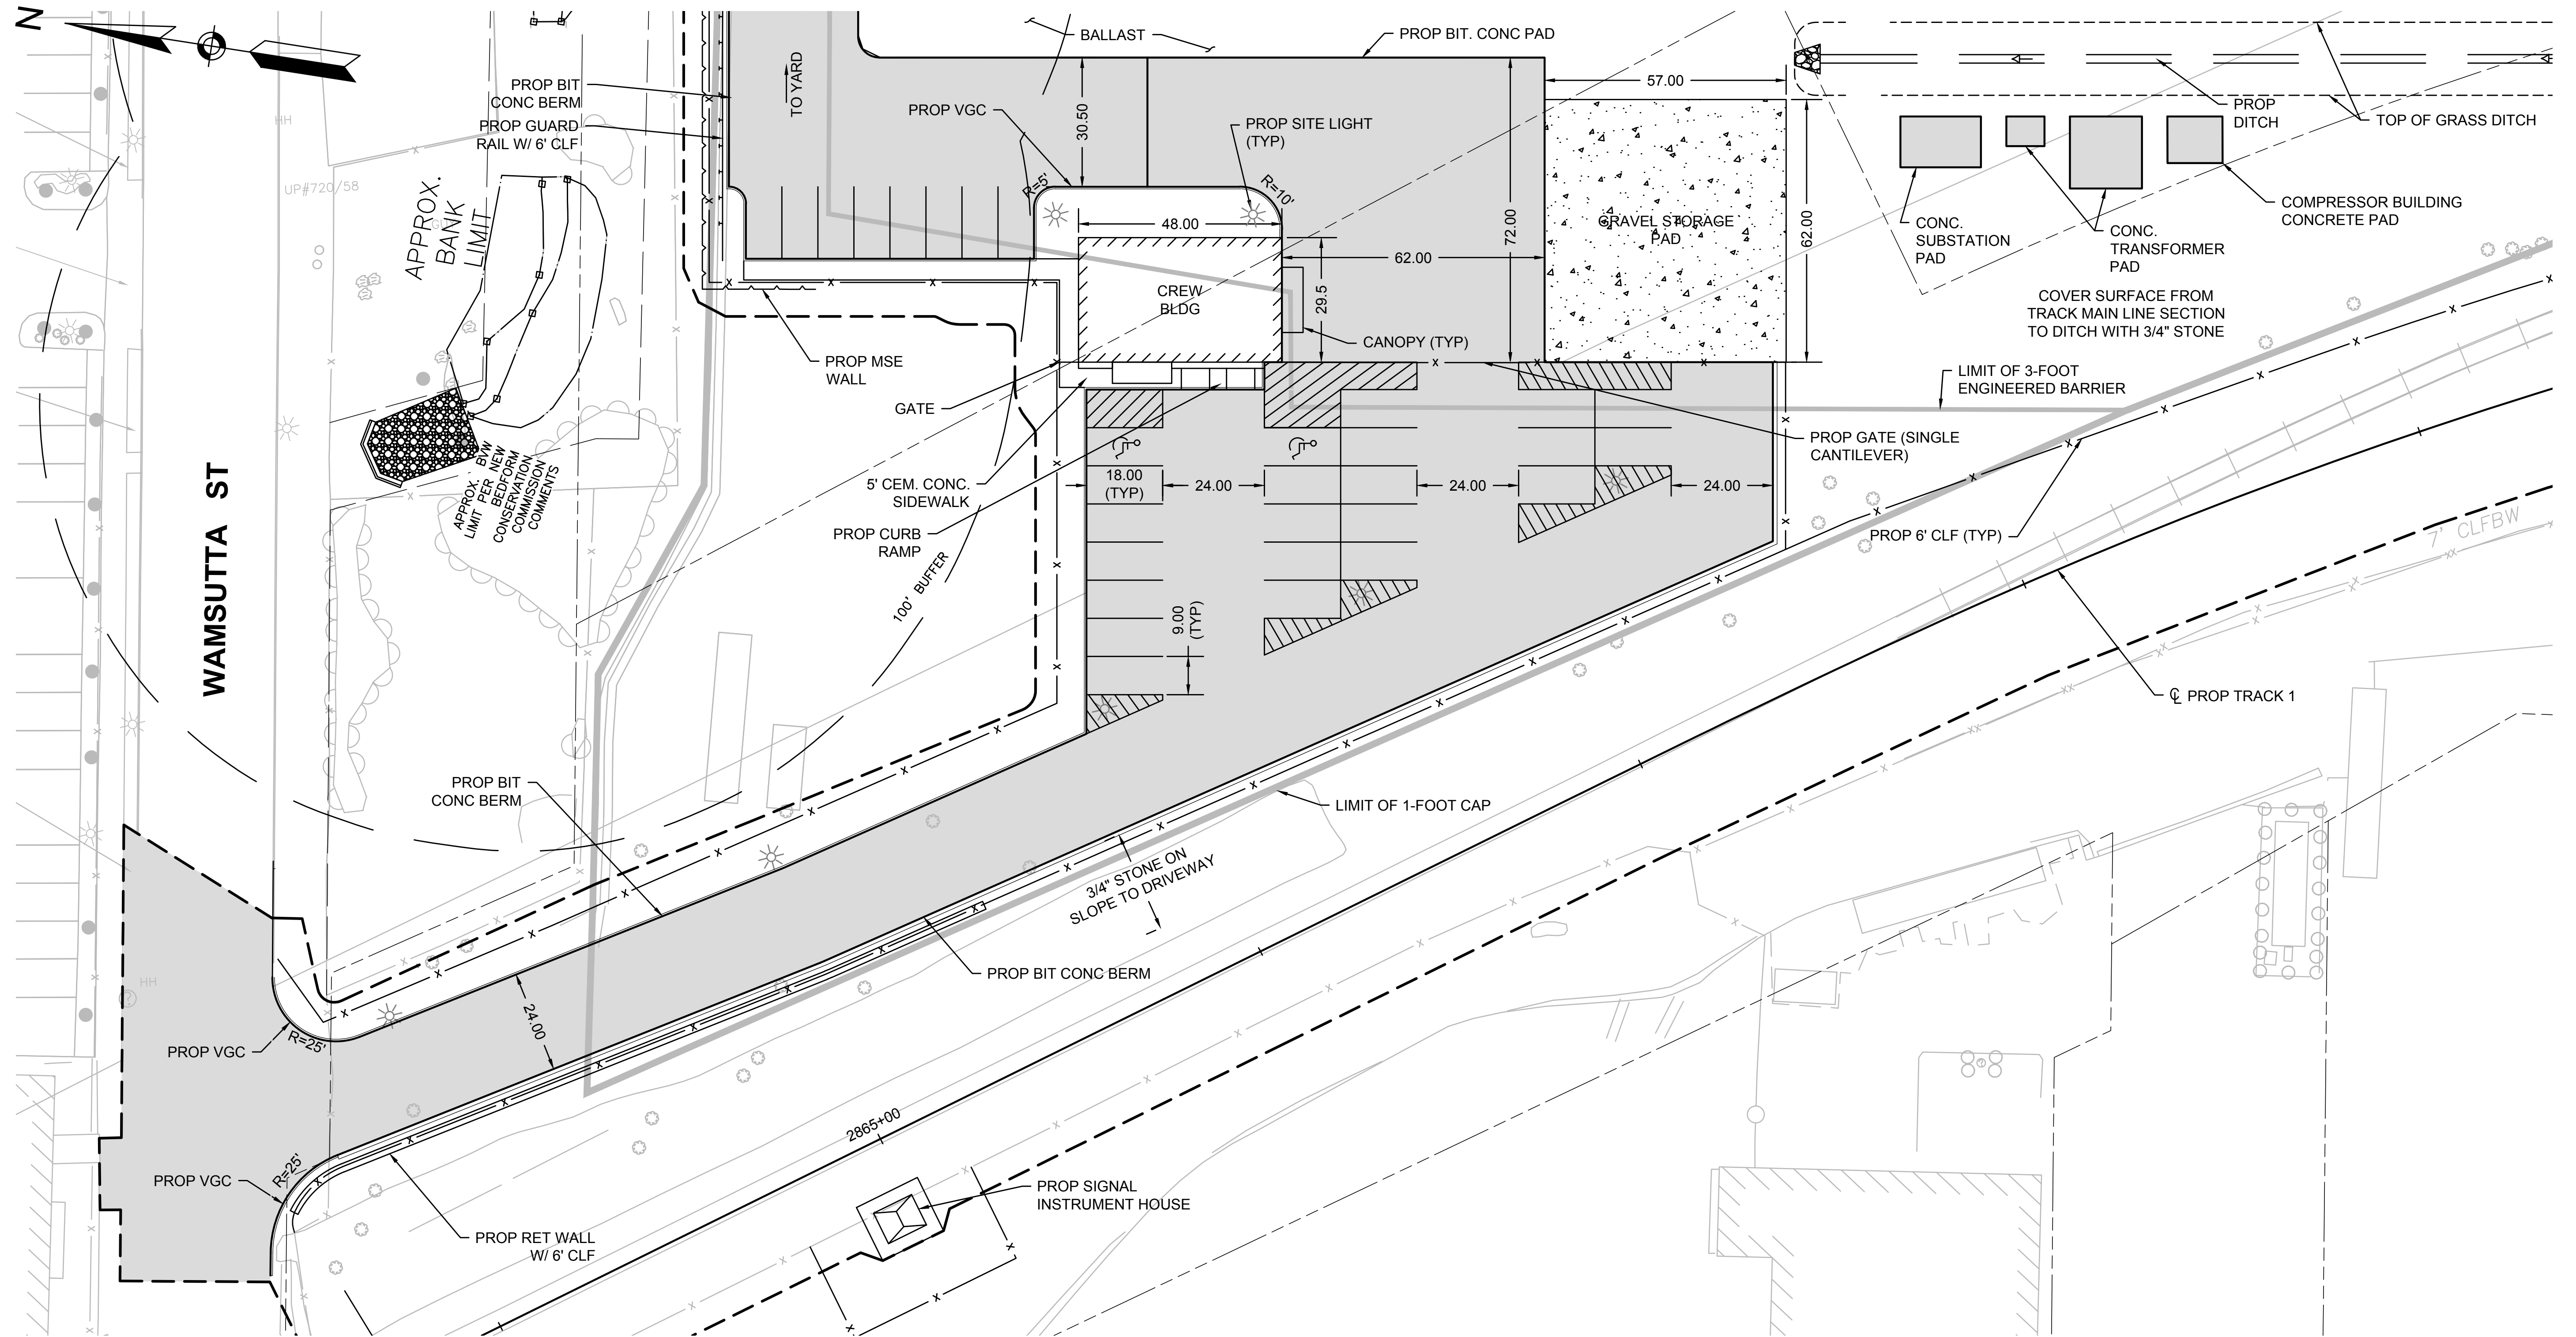 N
BALLAST
PROP BIT. CONC PAD
PROP BIT
CONC BERM
TO YARD
57.00
PROP VGC
30.50
PROP GUARD
RAIL W/ 6' CLF
PROP SITE LIGHT
(TYP)
PROP
DITCH
TOP OF GRASS DITCH
HH
UP#720/58
R=5'
R=10'
APPROX.
BANK
LIMIT
48.00
72.00
GRAVEL STORAGE
PAD
62.00
CONC.
SUBSTATION
PAD
CONC.
TRANSFORMER
PAD
COMPRESSOR BUILDING
CONCRETE PAD
62.00
CREW
BLDG
29.5
COVER SURFACE FROM
TRACK MAIN LINE SECTION
TO DITCH WITH 3/4" STONE
CANOPY (TYP)
PROP MSE
WALL
LIMIT OF 3-FOOT
ENGINEERED BARRIER
GATE
PROP GATE (SINGLE
CANTILEVER)
APPROX. BVW
LIMIT PER NEW
BEDFORM
CONSERVATION
COMMISSION
COMMENTS
WAMSUTTA ST
5' CEM. CONC.
SIDEWALK
18.00
(TYP)
24.00
24.00
24.00
PROP CURB
RAMP
PROP 6' CLF (TYP)
7' CLFBW
100' BUFFER
9.00
(TYP)
℄ PROP TRACK 1
PROP BIT
CONC BERM
LIMIT OF 1-FOOT CAP
3/4" STONE ON
SLOPE TO DRIVEWAY
PROP BIT CONC BERM
HH
24.00
PROP VGC
R=25'
2865+00
R=25'
PROP VGC
PROP SIGNAL
INSTRUMENT HOUSE
PROP RET WALL
W/ 6' CLF